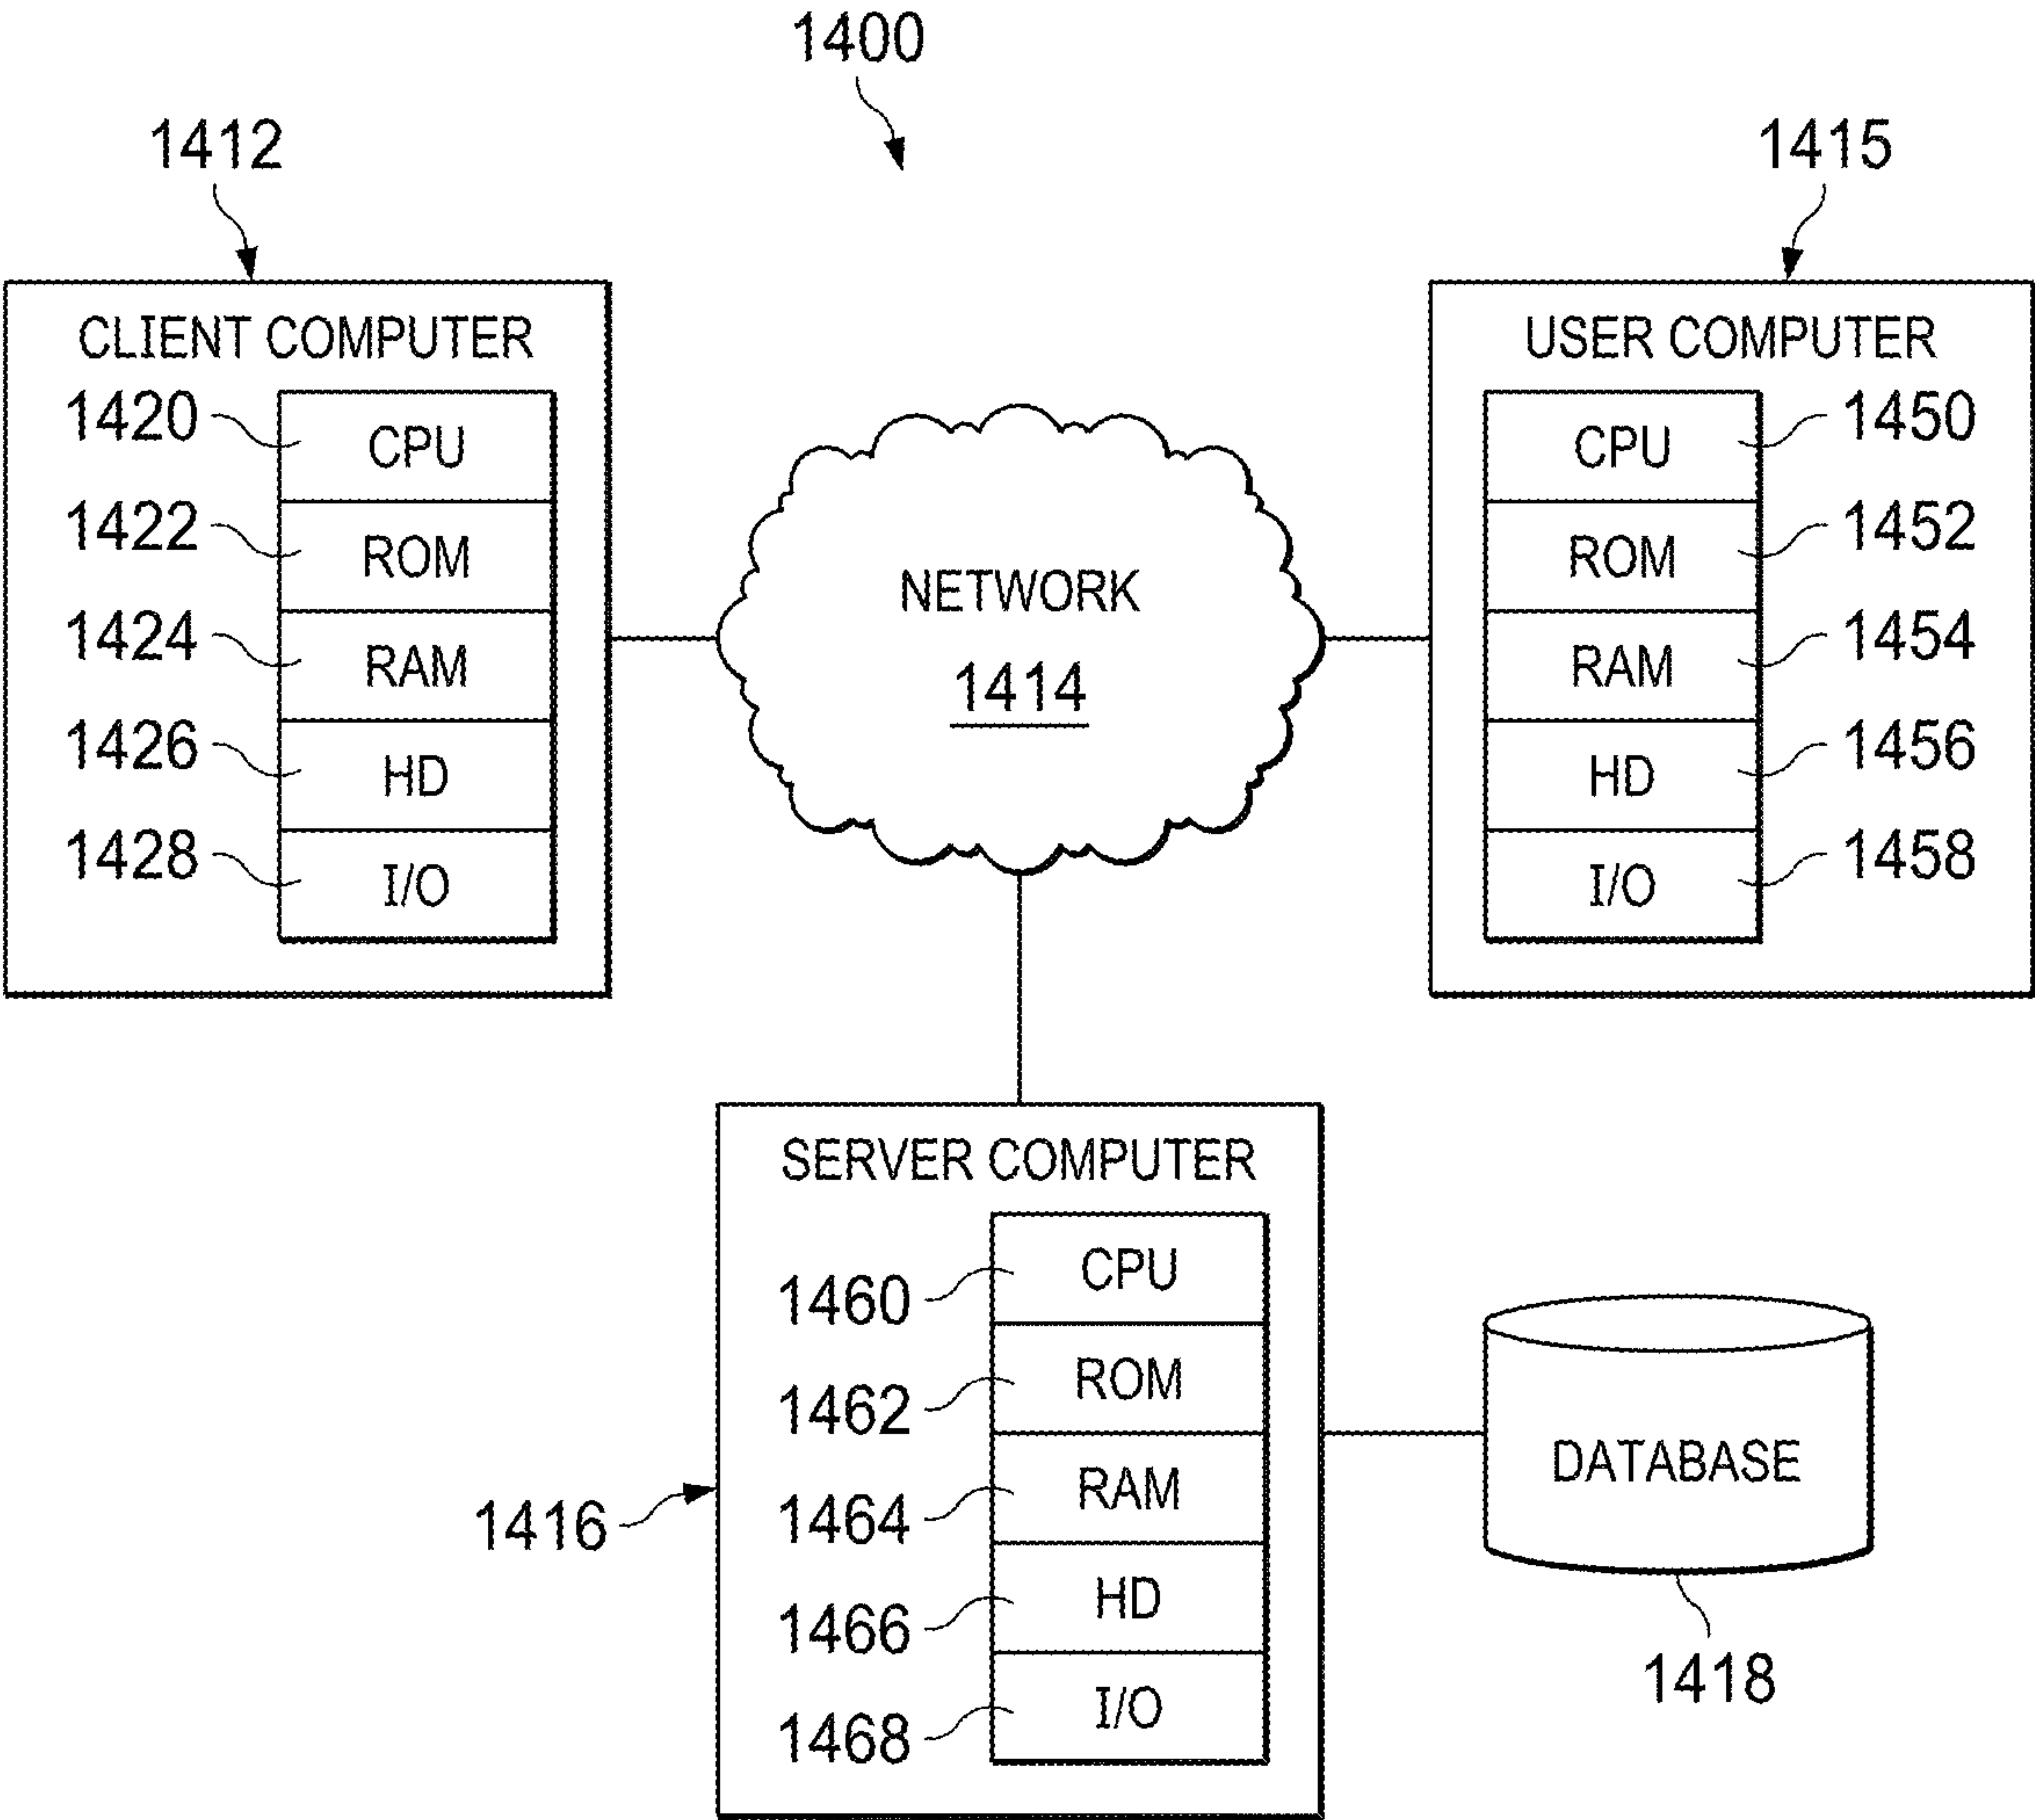 1400
1412
1415
CLIENT COMPUTER
1420 CPU
1422 ROM
1424 RAM
1426 HD
1428 I/O
NETWORK
1414
USER COMPUTER
CPU 1450
ROM 1452
RAM 1454
HD 1456
I/O 1458
SERVER COMPUTER
1460 CPU
1462 ROM
1464 RAM
1466 HD
1468 I/O
1416
DATABASE
1418